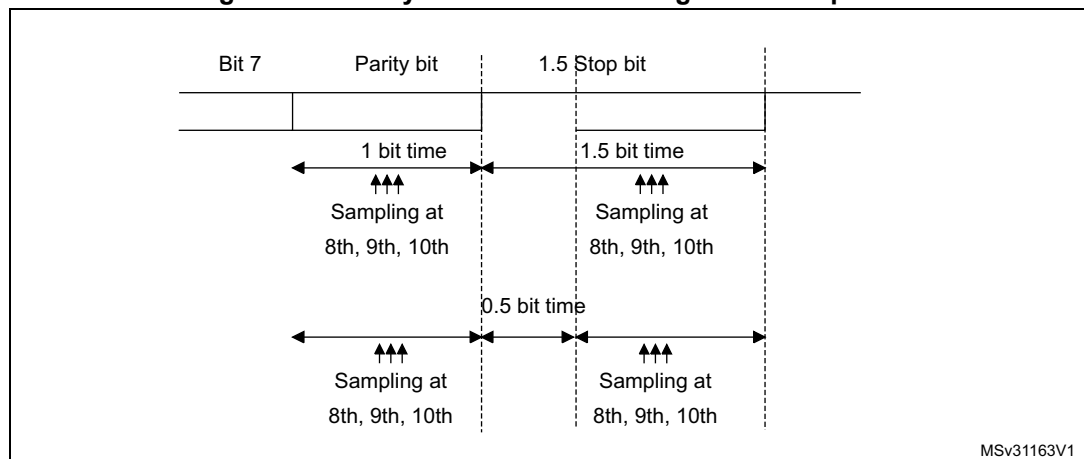 Bit 7 Parity bit 1.5 Stop bit
1 bit time 1.5 bit time
Sampling at Sampling at
8th, 9th, 10th 8th, 9th, 10th
0.5 bit time
Sampling at Sampling at
8th, 9th, 10th 8th, 9th, 10th
MSv31163V1